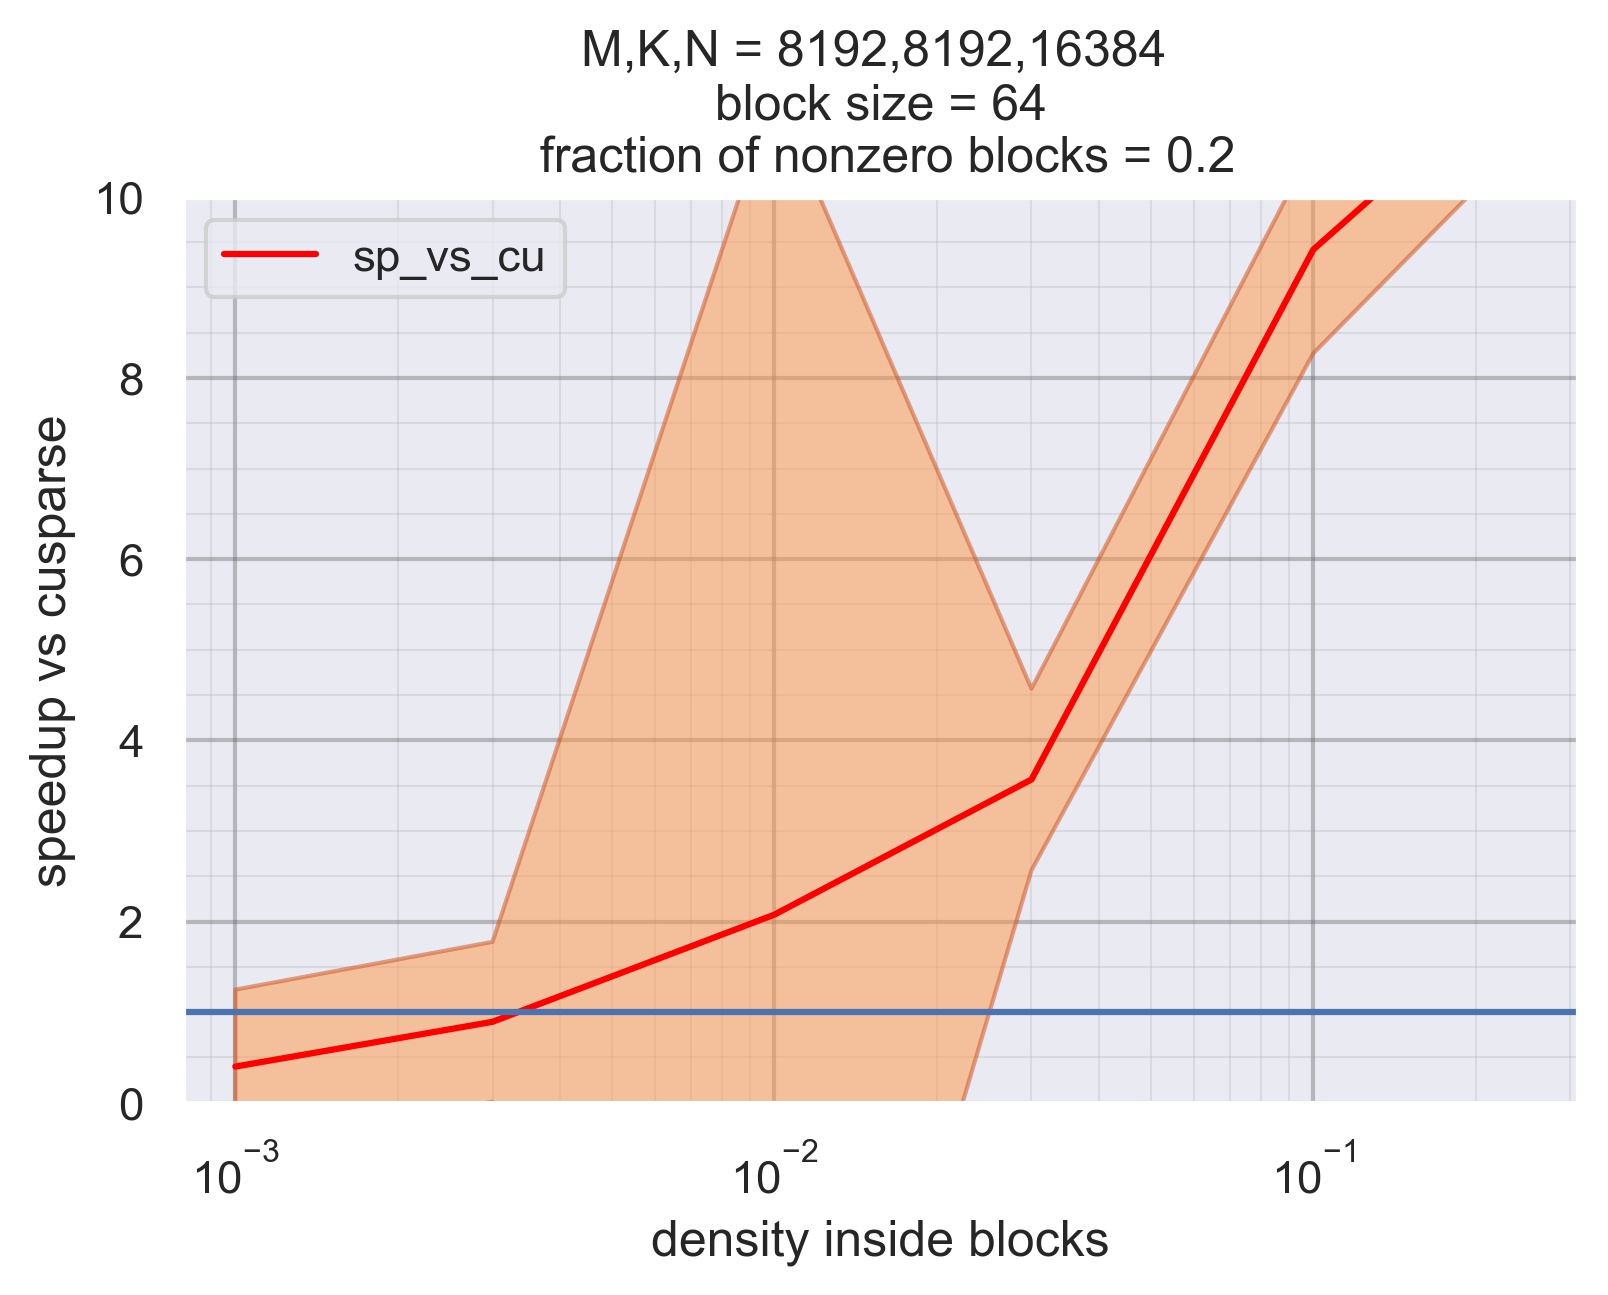 M,K,N = 8192,8192,16384
block size = 64
fraction of nonzero blocks = 0.2
sp_vs_cu
speedup vs cusparse
10
8
6
4
2
0
10⁻³
10⁻²
10⁻¹
density inside blocks